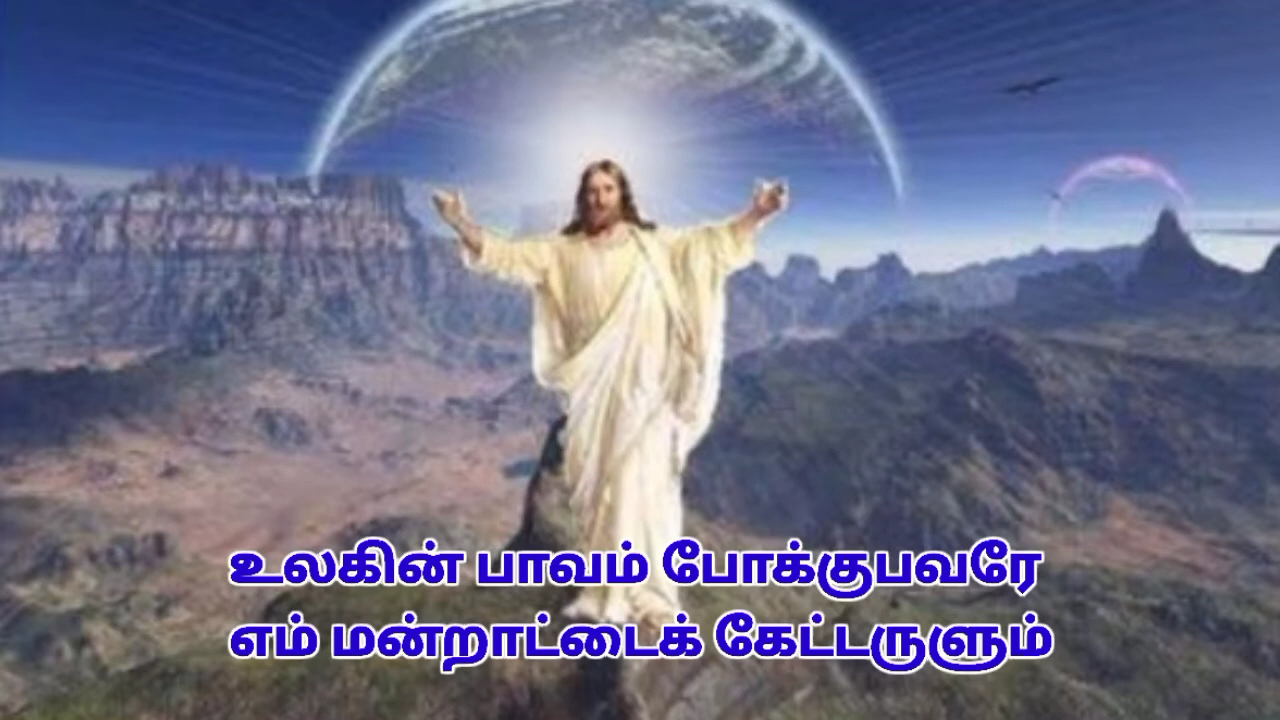 உலகின் பாவம் போக்குபவரே
எம் மன்றாட்டைக் கேட்டருளும்